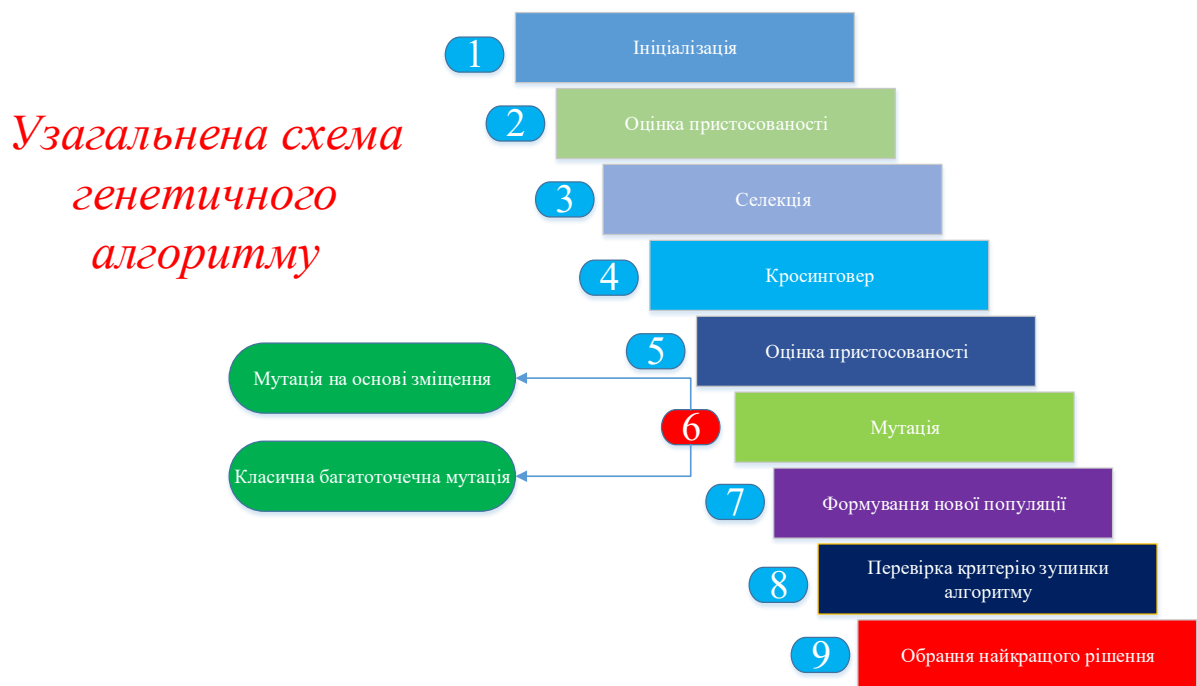 Узагальнена схема
генетичного
алгоритму
1
Ініціалізація
2
Оцінка пристосованості
3
Селекція
4
Кросинговер
5
Оцінка пристосованості
Мутація на основі зміщення
6
Мутація
Класична багатоточечна мутація
7
Формування нової популяції
8
Перевірка критерію зупинки
алгоритму
9
Обрання найкращого рішення